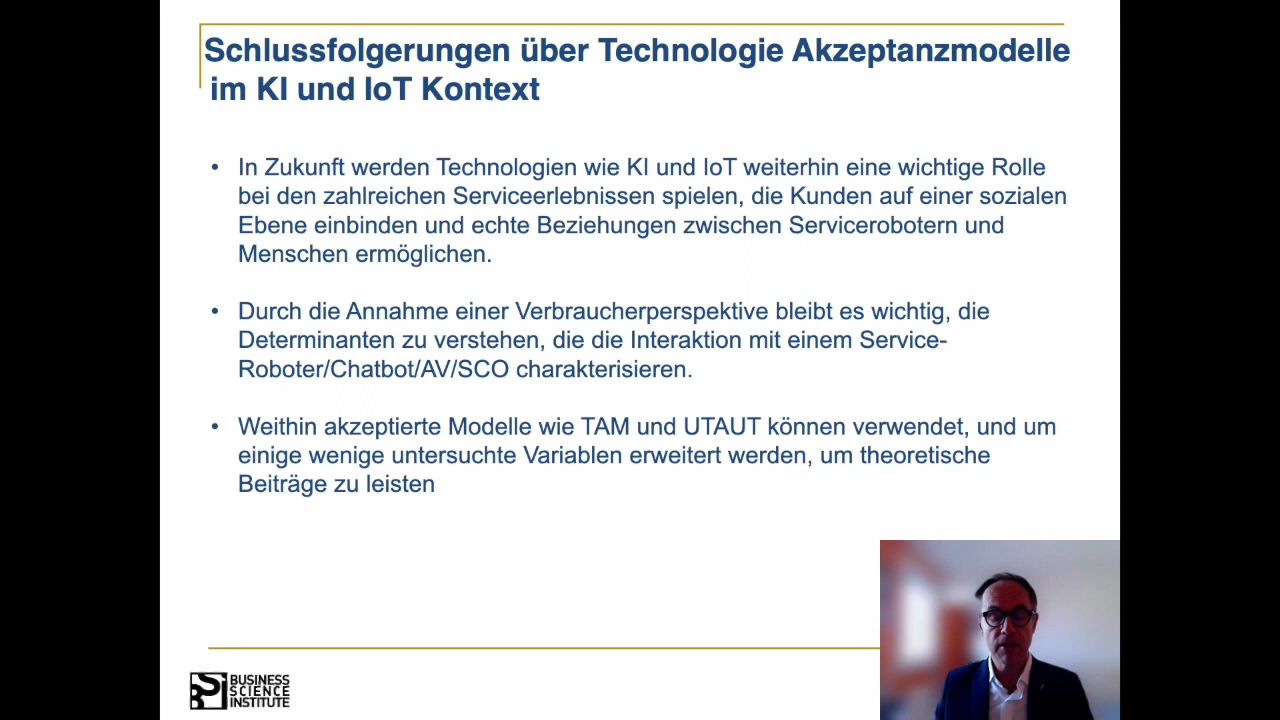 Schlussfolgerungen über Technologie Akzeptanzmodelle
im KI und IoT Kontext
• In Zukunft werden Technologien wie KI und IoT weiterhin eine wichtige Rolle
bei den zahlreichen Serviceerlebnissen spielen, die Kunden auf einer sozialen
Ebene einbinden und echte Beziehungen zwischen Servicerobotern und
Menschen ermöglichen.
• Durch die Annahme einer Verbraucherperspektive bleibt es wichtig, die
Determinanten zu verstehen, die die Interaktion mit einem Service-
Roboter/Chatbot/AV/SCO charakterisieren.
• Weithin akzeptierte Modelle wie TAM und UTAUT können verwendet, und um
einige wenige untersuchte Variablen erweitert werden, um theoretische
Beiträge zu leisten
BUSINESS
SCIENCE
INSTITUTE